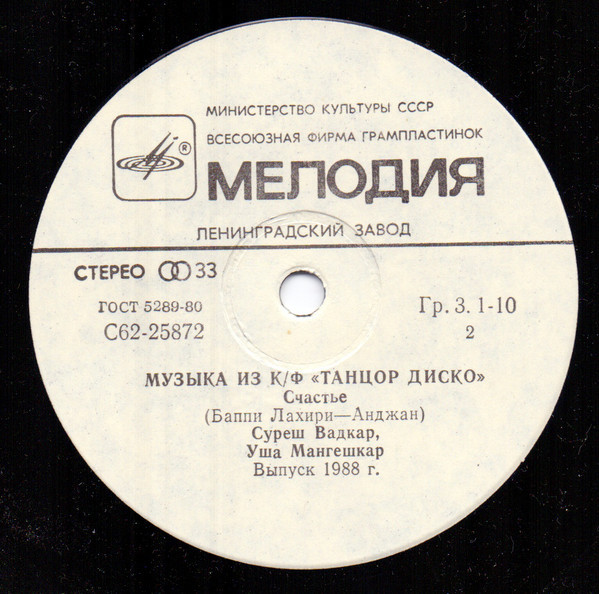 МИНИСТЕРСТВО КУЛЬТУРЫ СССР
ВСЕСОЮЗНАЯ ФИРМА ГРАМПЛАСТИНОК
®
МЕЛОДИЯ
ЛЕНИНГРАДСКИЙ ЗАВОД
СТЕРЕО 33
ГОСТ 5289-80
Гр. 3. 1-10
С62-25872
2
МУЗЫКА ИЗ К/Ф «ТАНЦОР ДИСКО»
Счастье
(Баппи Лахири—Анджан)
Суреш Вадкар,
Уша Мангешкар
Выпуск 1988 г.